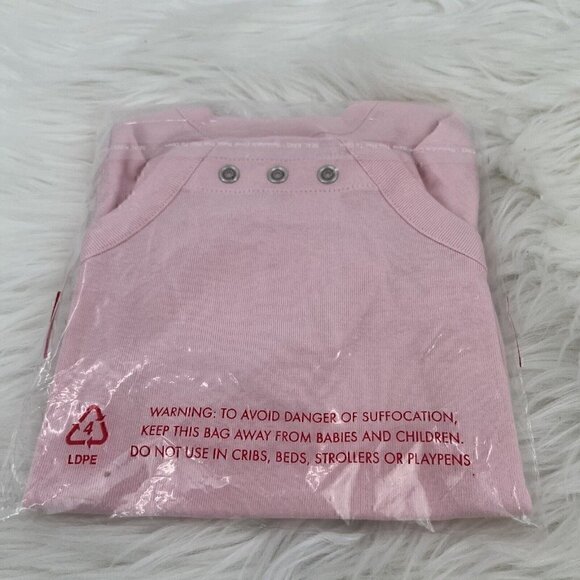 WARNING: TO AVOID DANGER OF SUFFOCATION,
KEEP THIS BAG AWAY FROM BABIES AND CHILDREN.
DO NOT USE IN CRIBS, BEDS, STROLLERS OR PLAYPENS
4
LDPE